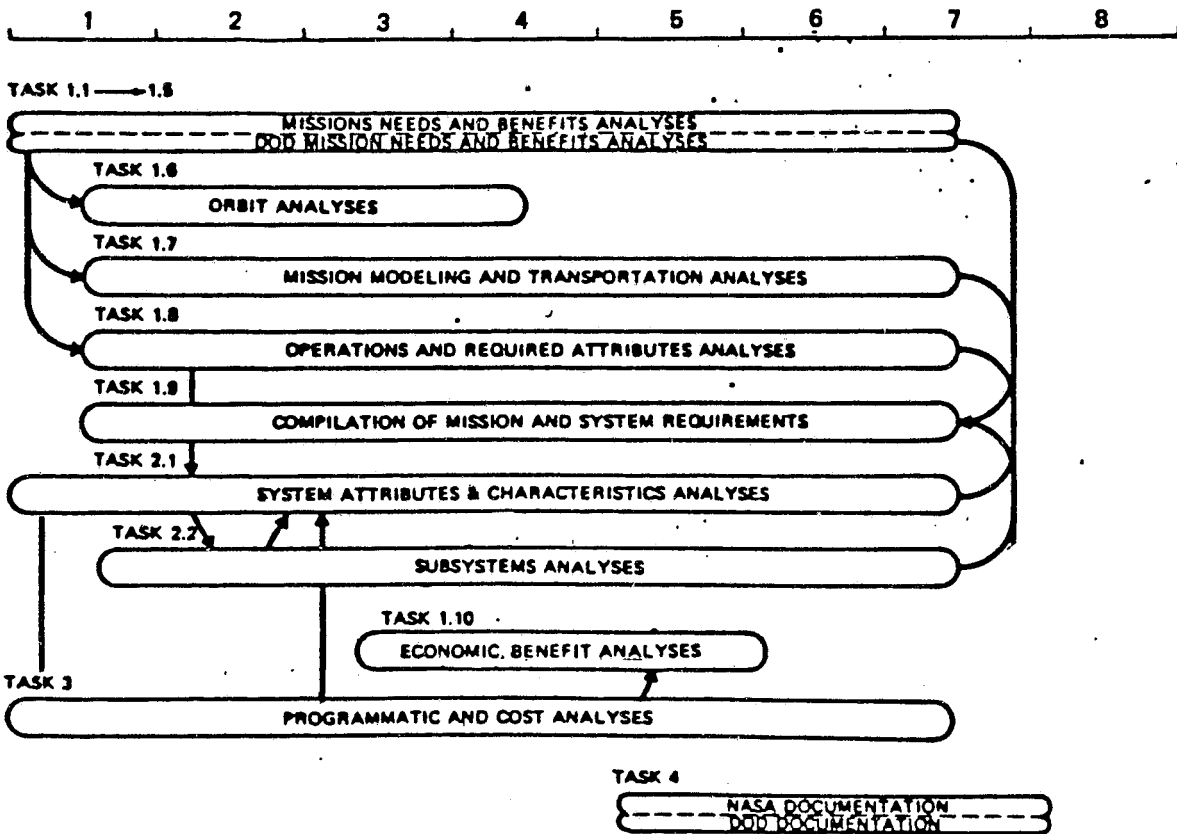 1 2 3 4 5 6 7 8
TASK 1.1 → 1.5
MISSIONS NEEDS AND BENEFITS ANALYSES
DOD MISSION NEEDS AND BENEFITS ANALYSES
TASK 1.6
ORBIT ANALYSES
TASK 1.7
MISSION MODELING AND TRANSPORTATION ANALYSES
TASK 1.8
OPERATIONS AND REQUIRED ATTRIBUTES ANALYSES
TASK 1.9
COMPILATION OF MISSION AND SYSTEM REQUIREMENTS
TASK 2.1
SYSTEM ATTRIBUTES & CHARACTERISTICS ANALYSES
TASK 2.2
SUBSYSTEMS ANALYSES
TASK 1.10
ECONOMIC. BENEFIT ANALYSES
TASK 3
PROGRAMMATIC AND COST ANALYSES
TASK 4
NASA DOCUMENTATION
DOD DOCUMENTATION